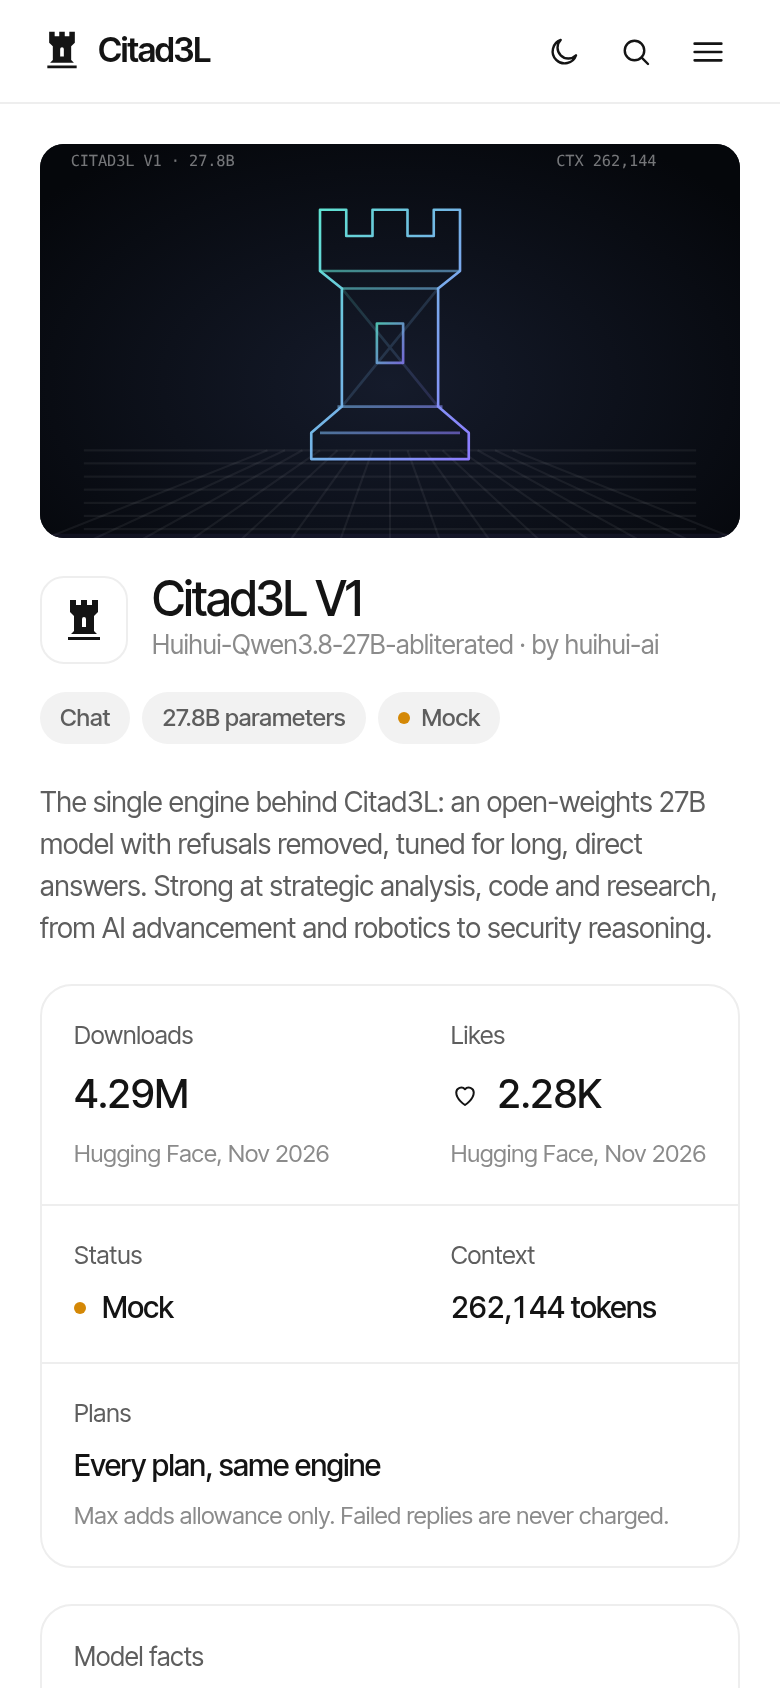 Citad3L
CITAD3L V1 · 27.8B
CTX 262,144
Citad3L V1
Huihui-Qwen3.8-27B-abliterated · by huihui-ai
Chat
27.8B parameters
Mock
The single engine behind Citad3L: an open-weights 27B
model with refusals removed, tuned for long, direct
answers. Strong at strategic analysis, code and research,
from AI advancement and robotics to security reasoning.
Downloads
4.29M
Hugging Face, Nov 2026
Likes
2.28K
Hugging Face, Nov 2026
Status
Mock
Context
262,144 tokens
Plans
Every plan, same engine
Max adds allowance only. Failed replies are never charged.
Model facts